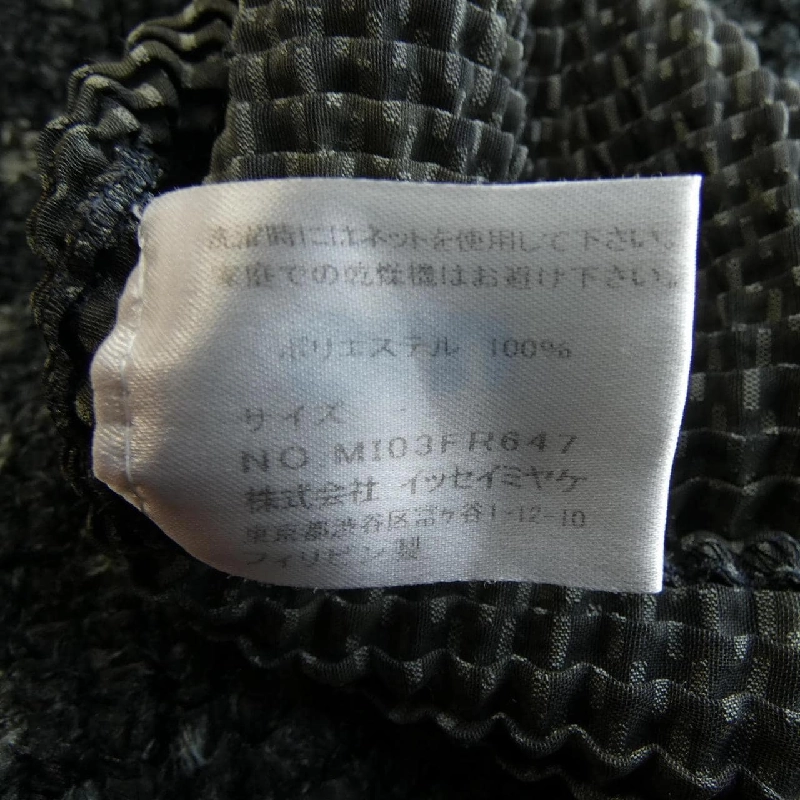 洗濯時にはネットを使用して下さい。
家庭での乾燥機はお避け下さい。
ポリエステル 100%
サイズ -
NO MI03FR647
株式会社 イッセイミヤケ
東京都渋谷区富ヶ谷1-12-10
フィリピン製